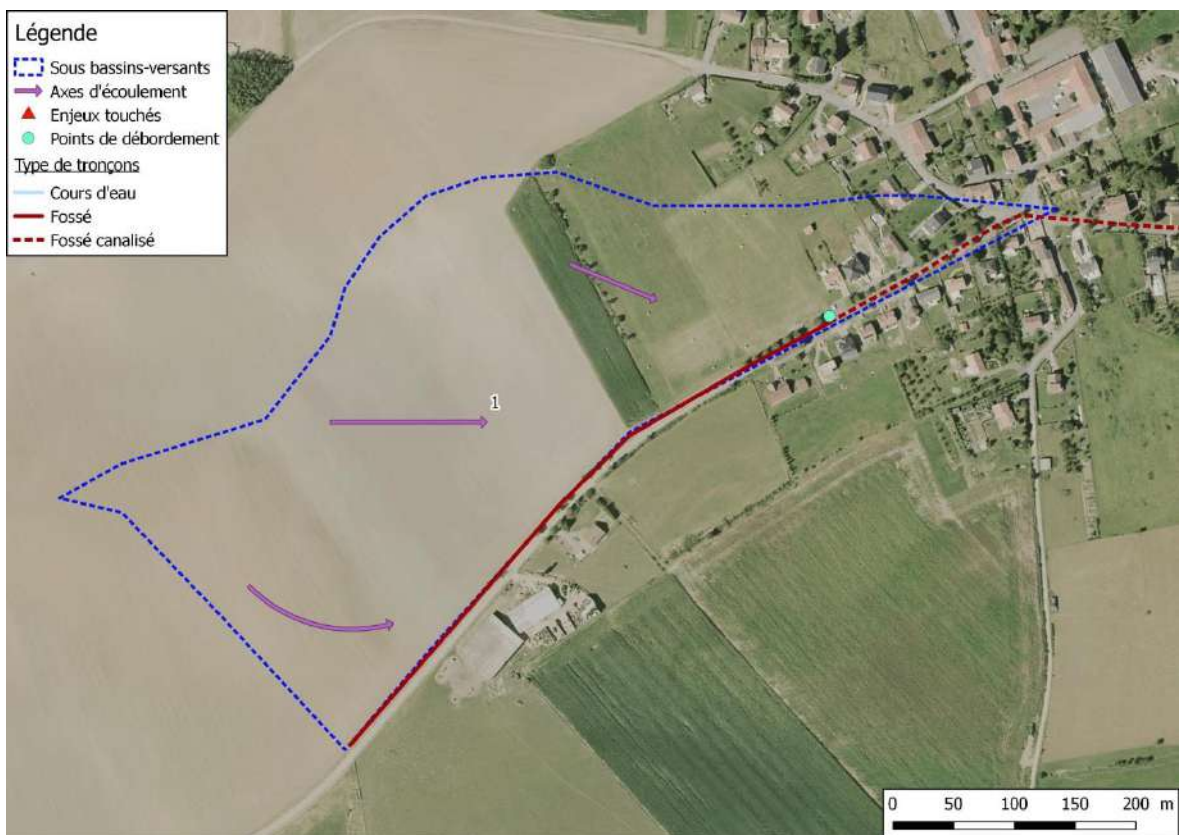 Légende
Sous bassins-versants
Axes d'écoulement
Enjeux touchés
Points de débordement
Type de tronçons
Cours d'eau
Fossé
Fossé canalisé
1
0 50 100 150 200 m